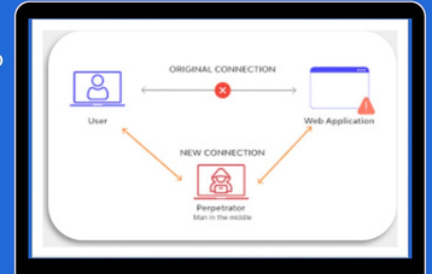 ORIGINAL CONNECTION
User
Web Application
NEW CONNECTION
Perpetrator
Man in the middle